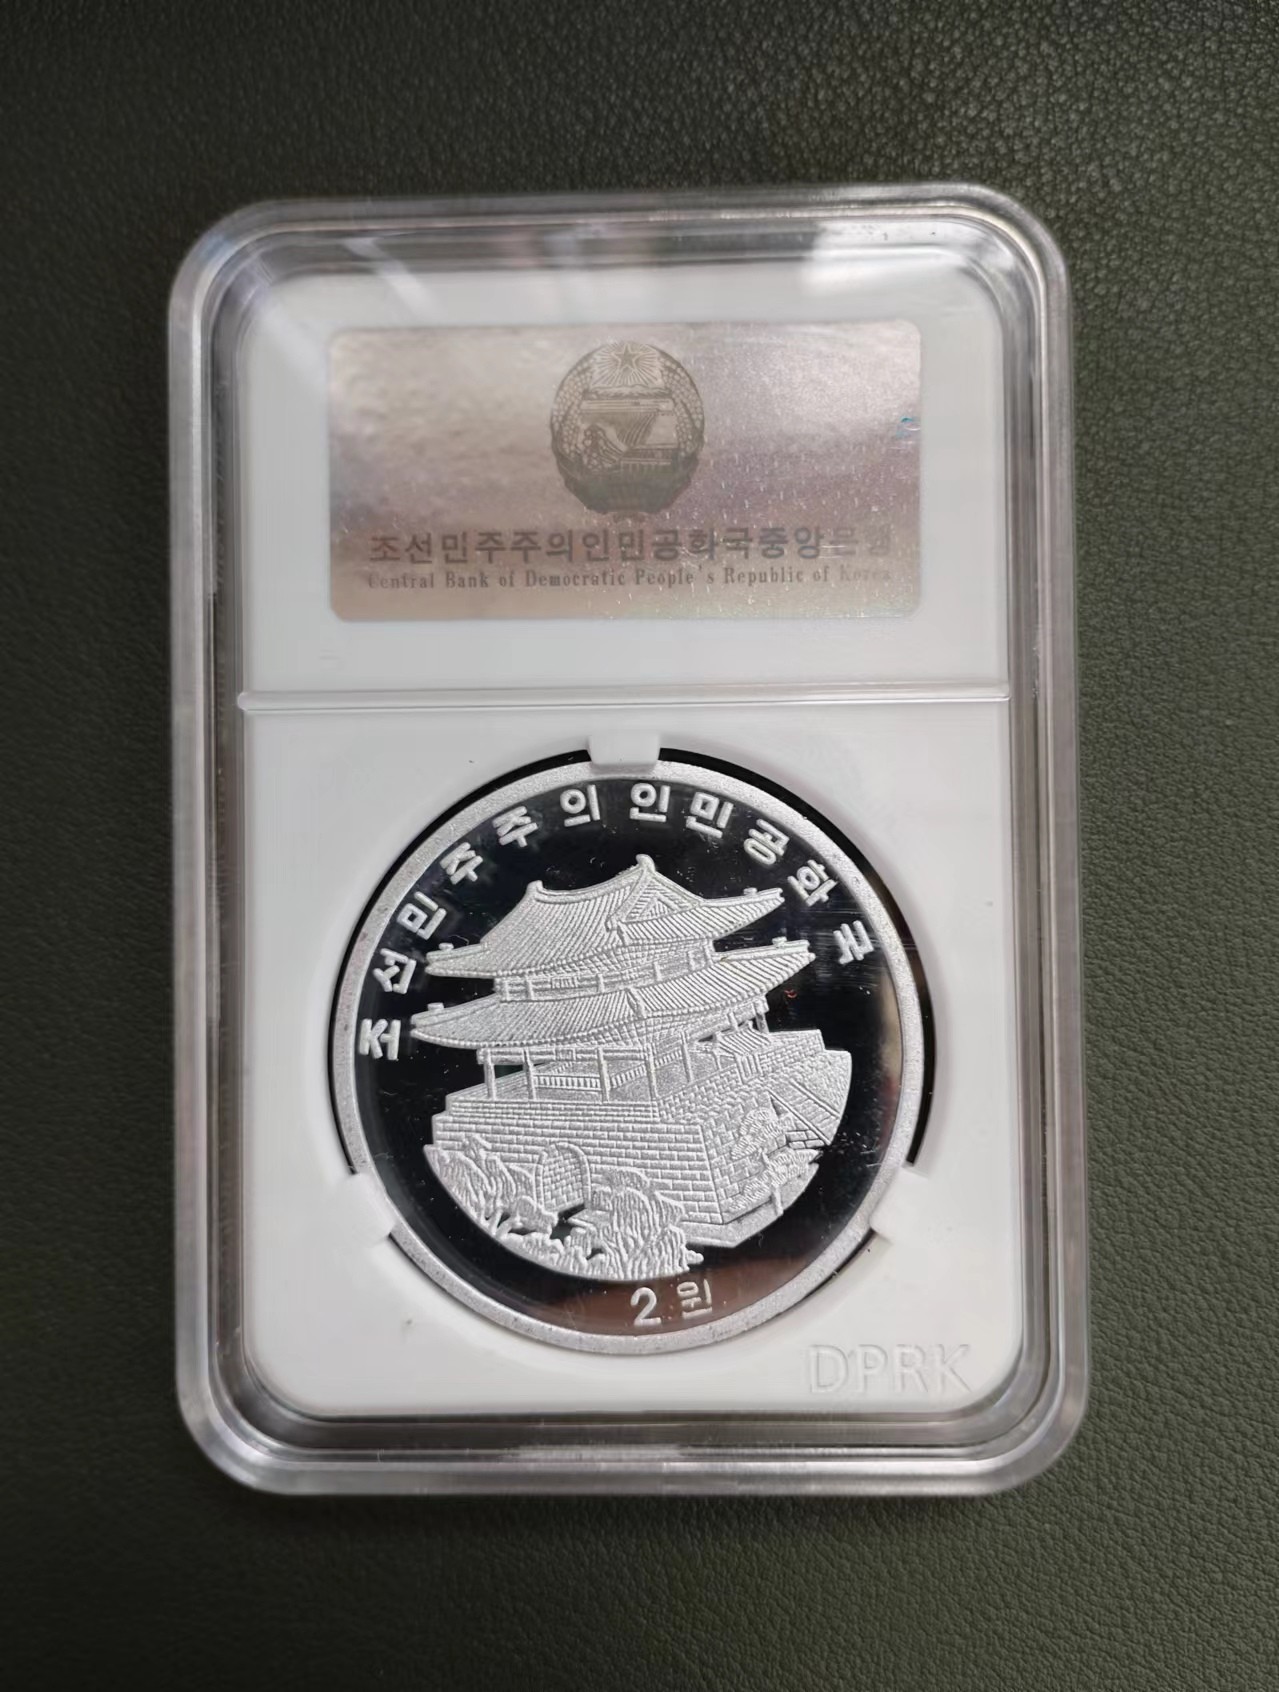 조선민주주의인민공화국중앙은행
Central Bank of Democratic People's Republic of Korea
조선민주주의인민공화국
2 원
DPRK